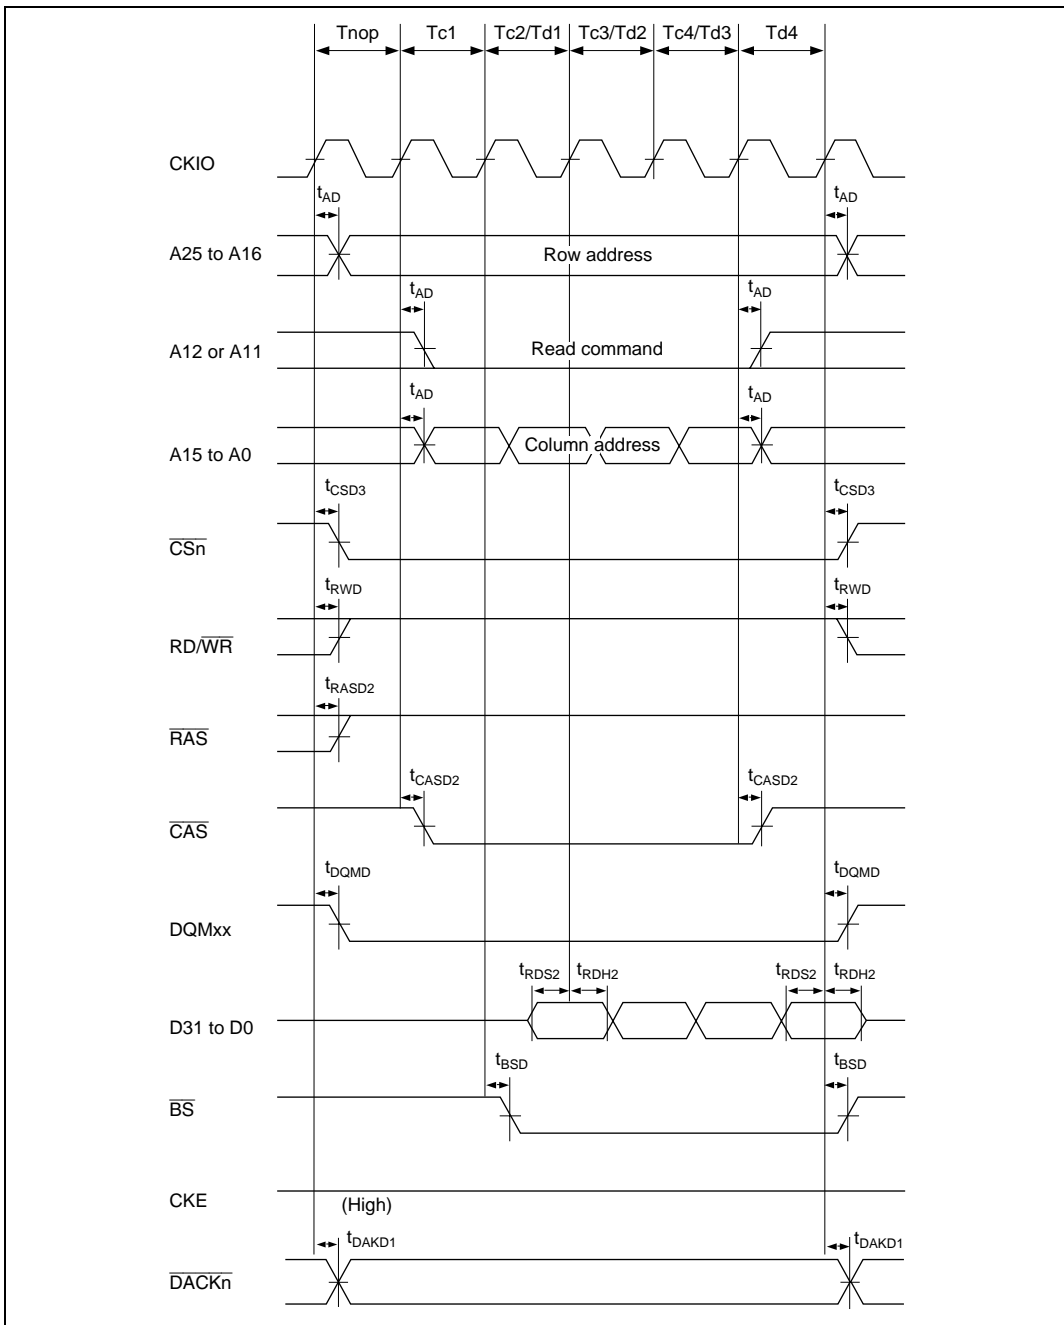 Tnop Tc1 Tc2/Td1 Tc3/Td2 Tc4/Td3 Td4
CKIO
tAD tAD
A25 to A16 Row address
tAD tAD
A12 or A11 Read command
tAD tAD
A15 to A0 Column address
tCSD3 tCSD3
CSn
tRWD tRWD
RD/WR
tRASD2
RAS
tCASD2 tCASD2
CAS
tDQMD tDQMD
DQMxx
tRDS2 tRDH2 tRDS2 tRDH2
D31 to D0
tBSD tBSD
BS
CKE (High)
tDAKD1 tDAKD1
DACKn